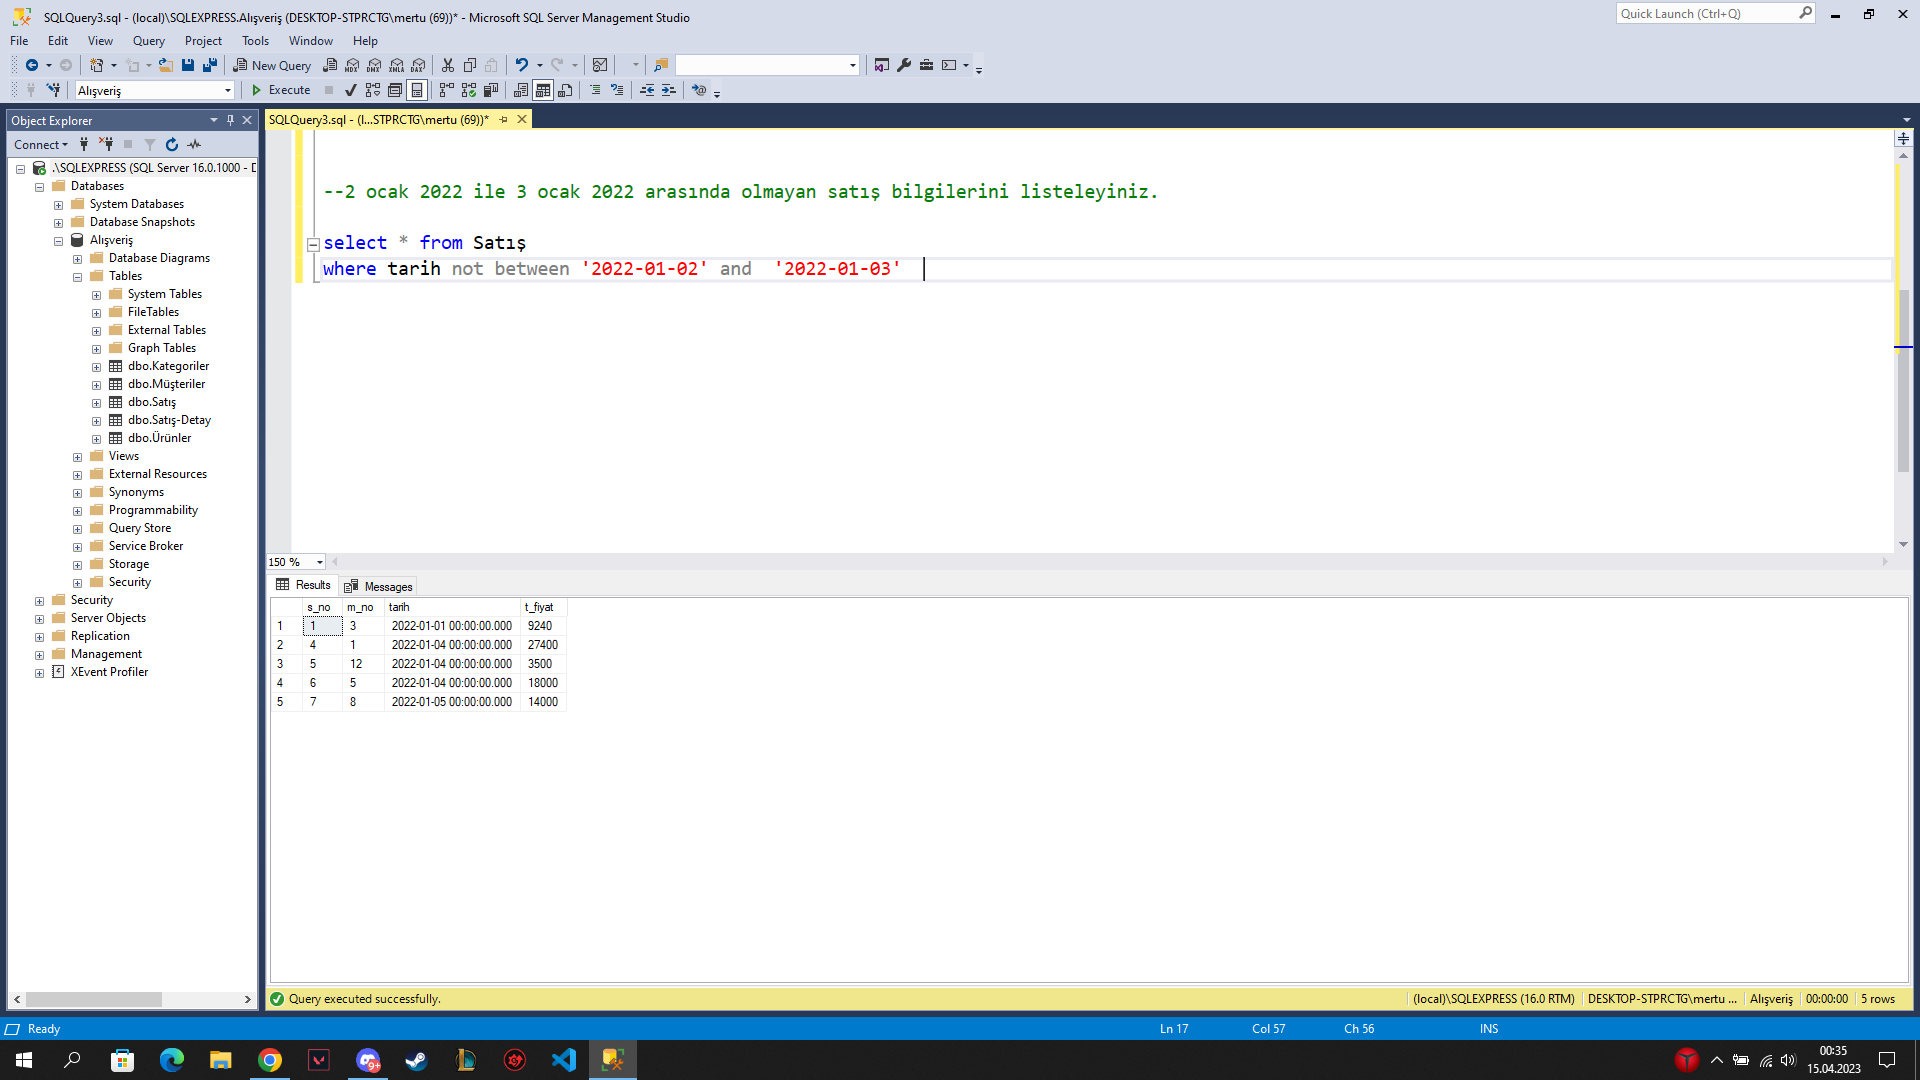 SQLQuery3.sql - (local)\SQLEXPRESS.Alışveriş (DESKTOP-STPRCTG\mertu (69))* - Microsoft SQL Server Management Studio
Quick Launch (Ctrl+Q)
File Edit View Query Project Tools Window Help
New Query
MDX DMX XMLA DAX
Alışveriş
Execute
Object Explorer
SQLQuery3.sql - (l...STPRCTG\mertu (69))*
Connect
.\SQLEXPRESS (SQL Server 16.0.1000 - D
Databases
System Databases
Database Snapshots
Alışveriş
Database Diagrams
Tables
System Tables
FileTables
External Tables
Graph Tables
dbo.Kategoriler
dbo.Müşteriler
dbo.Satış
dbo.Satış-Detay
dbo.Ürünler
Views
External Resources
Synonyms
Programmability
Query Store
Service Broker
Storage
Security
Security
Server Objects
Replication
Management
XEvent Profiler
--2 ocak 2022 ile 3 ocak 2022 arasında olmayan satış bilgilerini listeleyiniz.
select * from Satış
where tarih not between '2022-01-02' and  '2022-01-03'
150 %
Results Messages
s_no m_no tarih t_fiyat
1 1 3 2022-01-01 00:00:00.000 9240
2 4 1 2022-01-04 00:00:00.000 27400
3 5 12 2022-01-04 00:00:00.000 3500
4 6 5 2022-01-04 00:00:00.000 18000
5 7 8 2022-01-05 00:00:00.000 14000
Query executed successfully.
(local)\SQLEXPRESS (16.0 RTM) DESKTOP-STPRCTG\mertu ... Alışveriş 00:00:00 5 rows
Ready
Ln 17 Col 57 Ch 56 INS
9+
00:35
15.04.2023